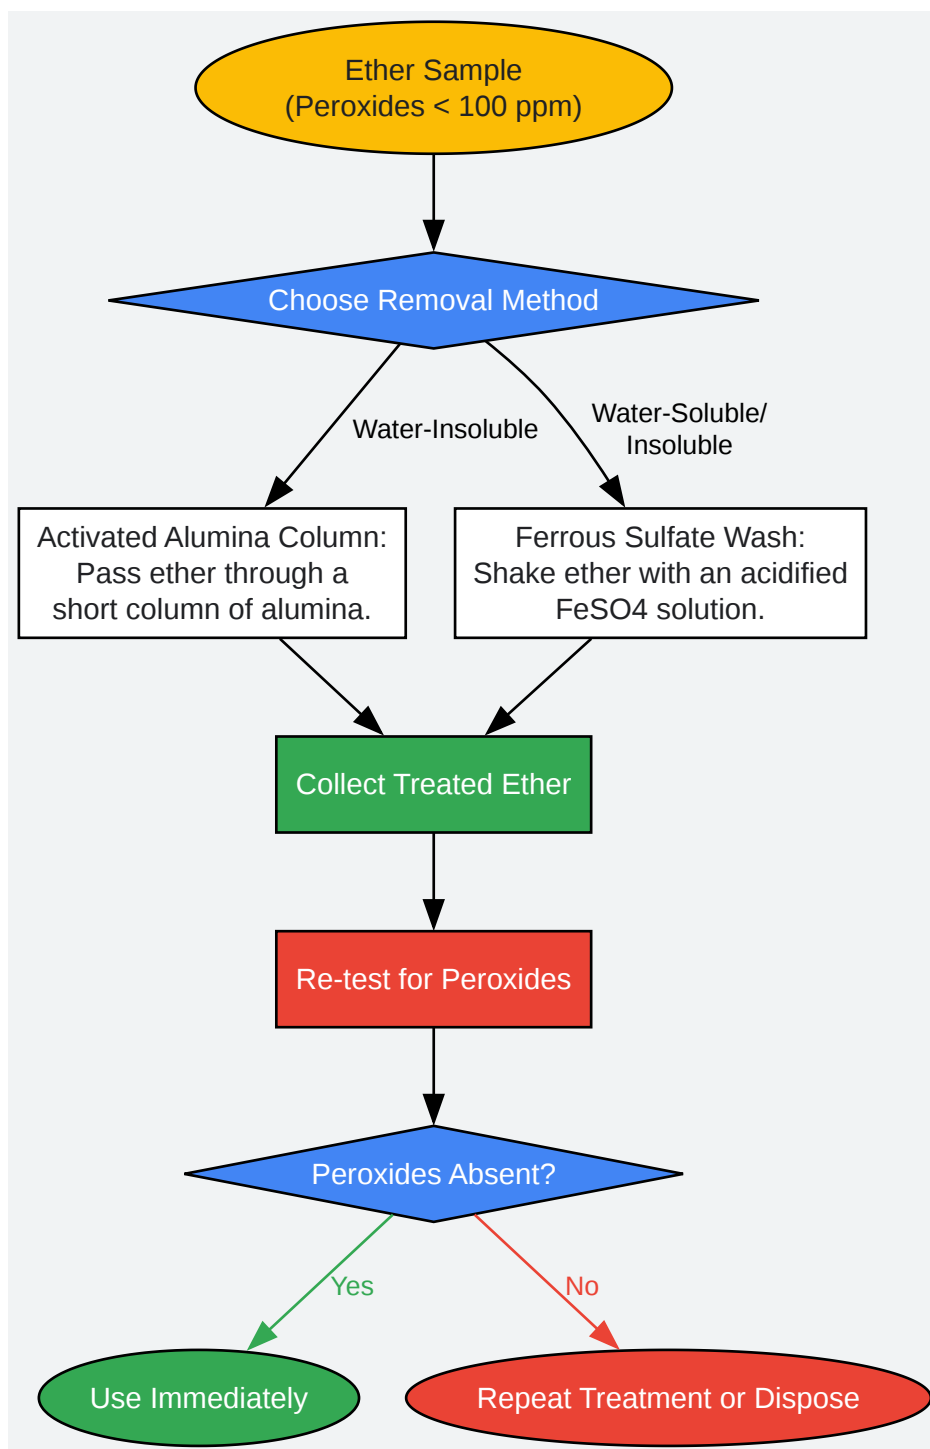 Ether Sample
(Peroxides < 100 ppm)
Choose Removal Method
Water-Insoluble
Water-Soluble/
Insoluble
Activated Alumina Column:
Pass ether through a
short column of alumina.
Ferrous Sulfate Wash:
Shake ether with an acidified
FeSO4 solution.
Collect Treated Ether
Re-test for Peroxides
Peroxides Absent?
Yes
No
Use Immediately
Repeat Treatment or Dispose